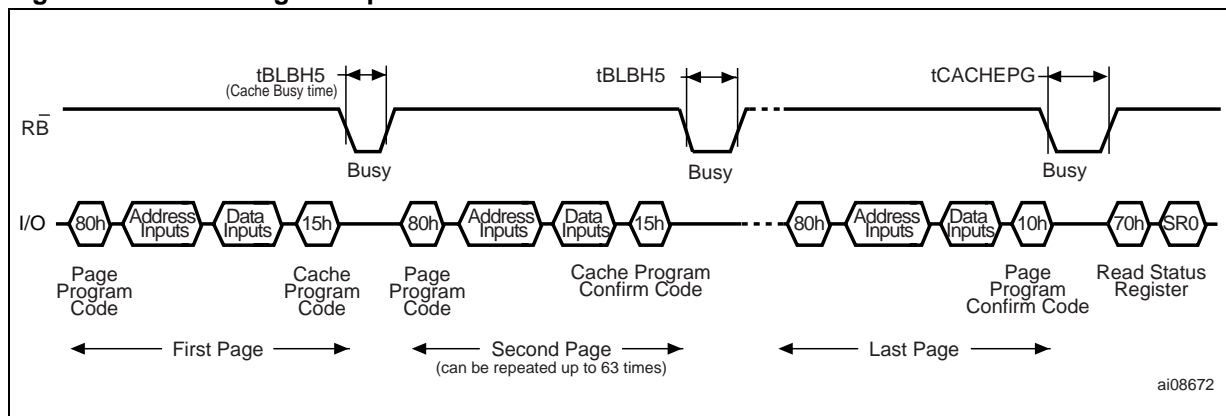 tBLBH5
(Cache Busy time)
tBLBH5
tCACHEPG
RB
Busy
Busy
Busy
I/O
80h
Address
Inputs
Data
Inputs
15h
80h
Address
Inputs
Data
Inputs
15h
80h
Address
Inputs
Data
Inputs
10h
70h
SR0
Page
Program
Code
Cache
Program
Code
Page
Program
Code
Cache Program
Confirm Code
Page
Program
Confirm Code
Read Status
Register
First Page
Second Page
(can be repeated up to 63 times)
Last Page
ai08672